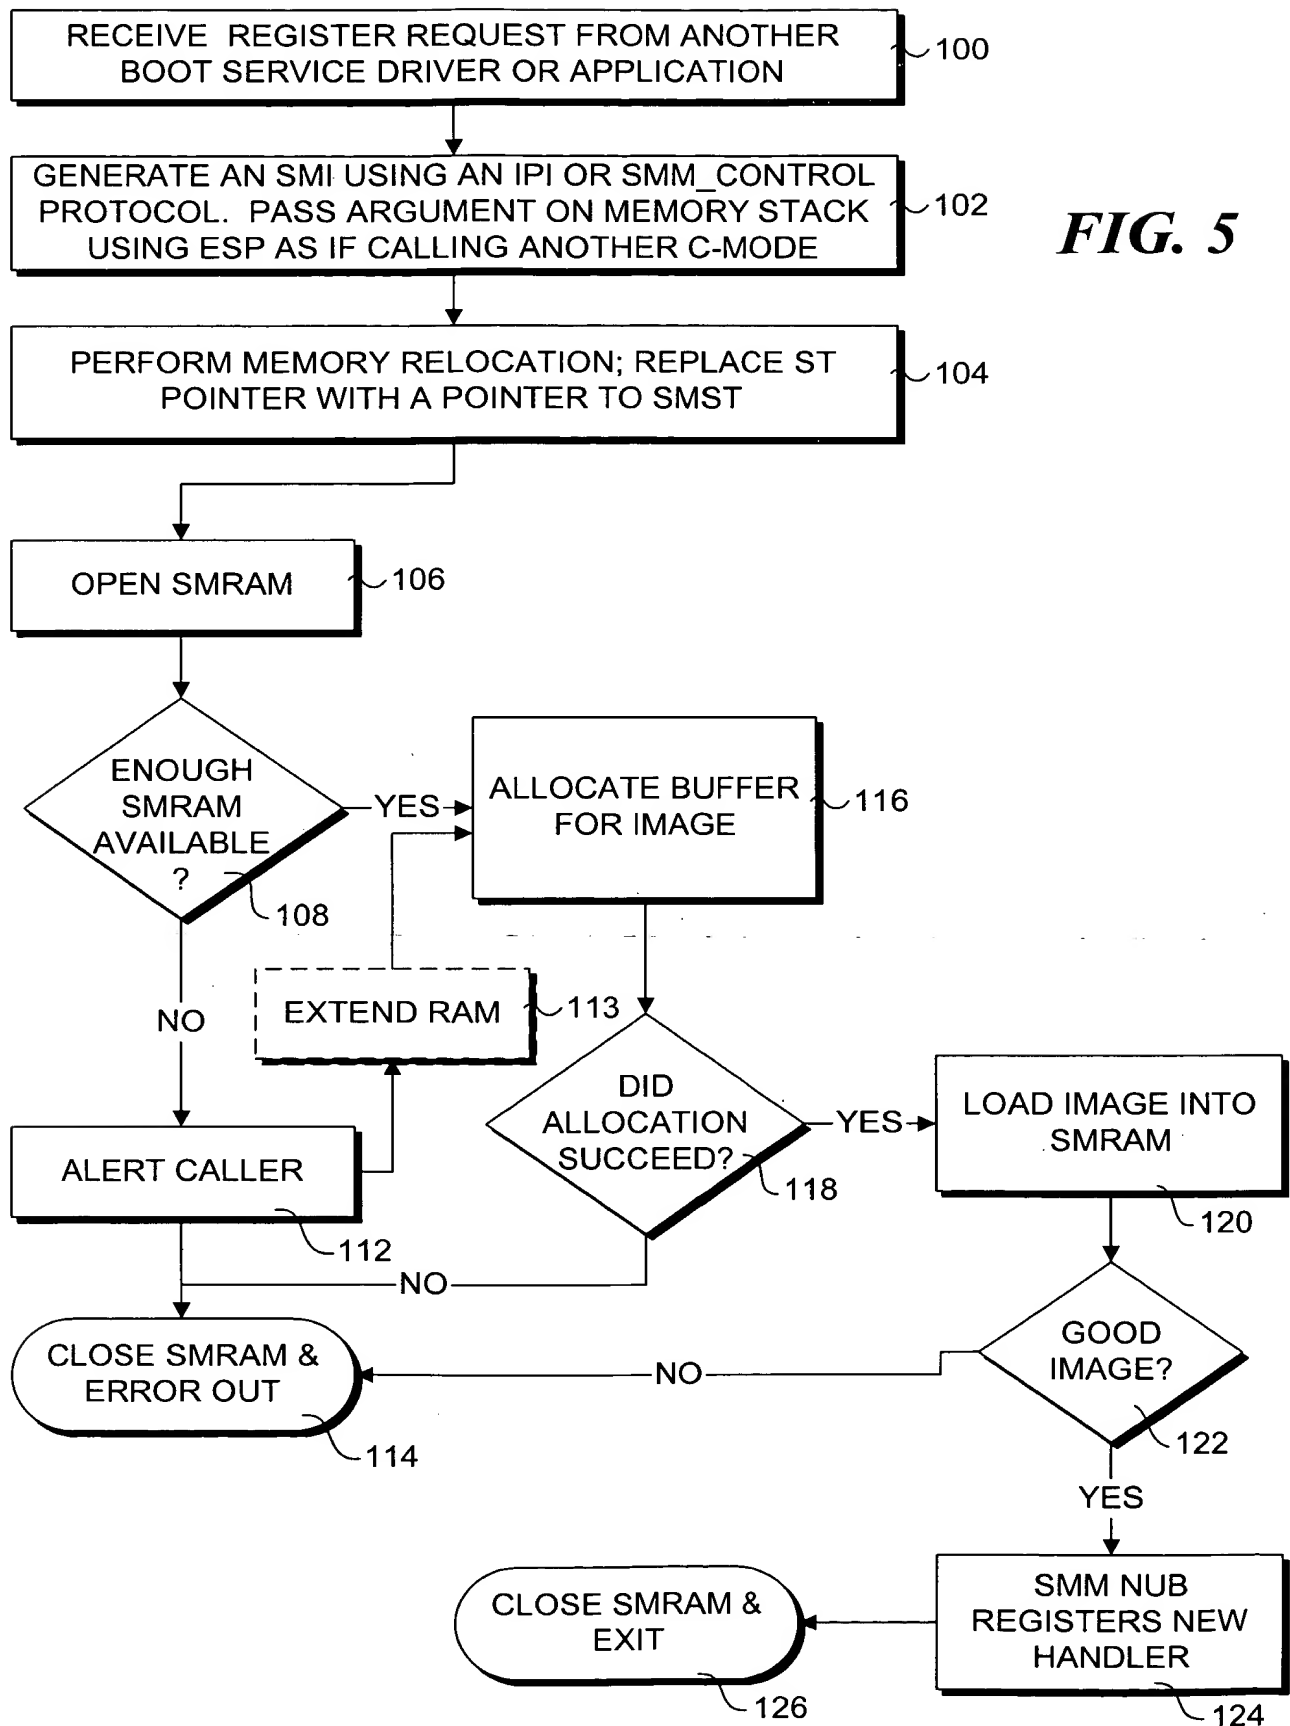 RECEIVE REGISTER REQUEST FROM ANOTHER
BOOT SERVICE DRIVER OR APPLICATION
100
GENERATE AN SMI USING AN IPI OR SMM_CONTROL
PROTOCOL. PASS ARGUMENT ON MEMORY STACK
USING ESP AS IF CALLING ANOTHER C-MODE
102
FIG. 5
PERFORM MEMORY RELOCATION; REPLACE ST
POINTER WITH A POINTER TO SMST
104
OPEN SMRAM
106
ENOUGH
SMRAM
AVAILABLE
?
108
YES
ALLOCATE BUFFER
FOR IMAGE
116
NO
EXTEND RAM
113
DID
ALLOCATION
SUCCEED?
118
YES
LOAD IMAGE INTO
SMRAM
120
ALERT CALLER
112
NO
CLOSE SMRAM &
ERROR OUT
114
NO
GOOD
IMAGE?
122
YES
SMM NUB
REGISTERS NEW
HANDLER
124
CLOSE SMRAM &
EXIT
126